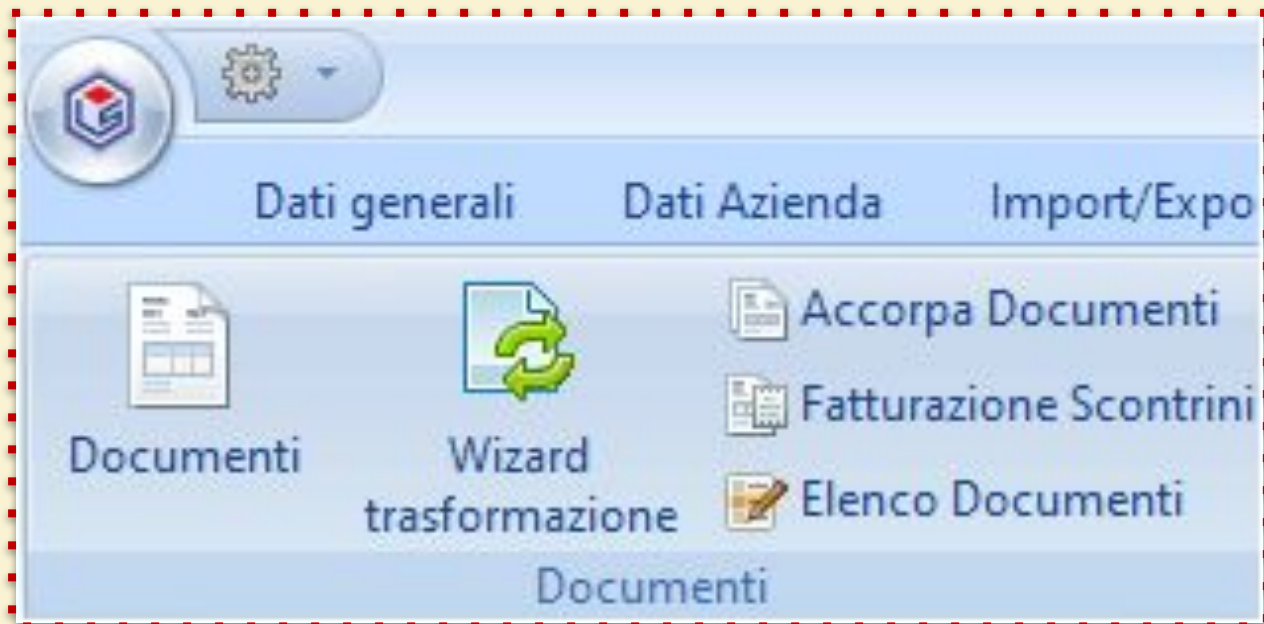 Dati generali Dati Azienda Import/Expo
Accorpa Documenti
Fatturazione Scontrini
Documenti Wizard
trasformazione
Elenco Documenti
Documenti